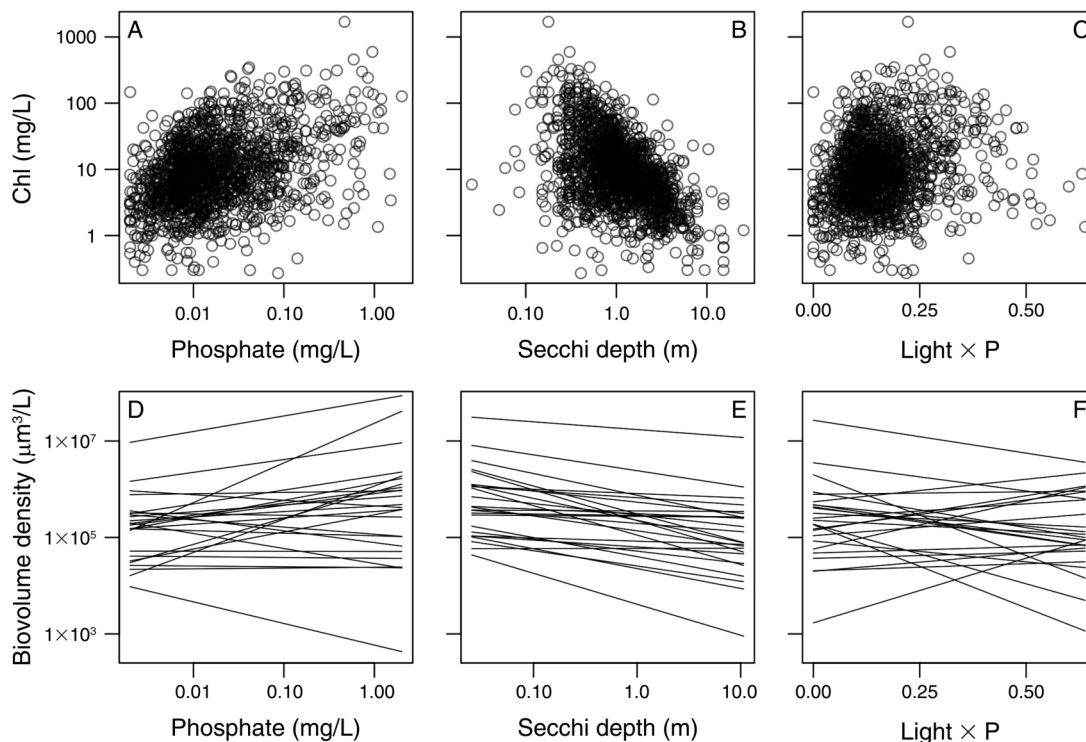 A
B
C
1000
100
10
1
Chl (mg/L)
0.01
0.10
1.00
0.10
1.0
10.0
0.00
0.25
0.50
Phosphate (mg/L)
Secchi depth (m)
Light × P
D
E
F
1×10⁷
1×10⁵
1×10³
Biovolume density (μm³/L)
0.01
0.10
1.00
0.10
1.0
10.0
0.00
0.25
0.50
Phosphate (mg/L)
Secchi depth (m)
Light × P